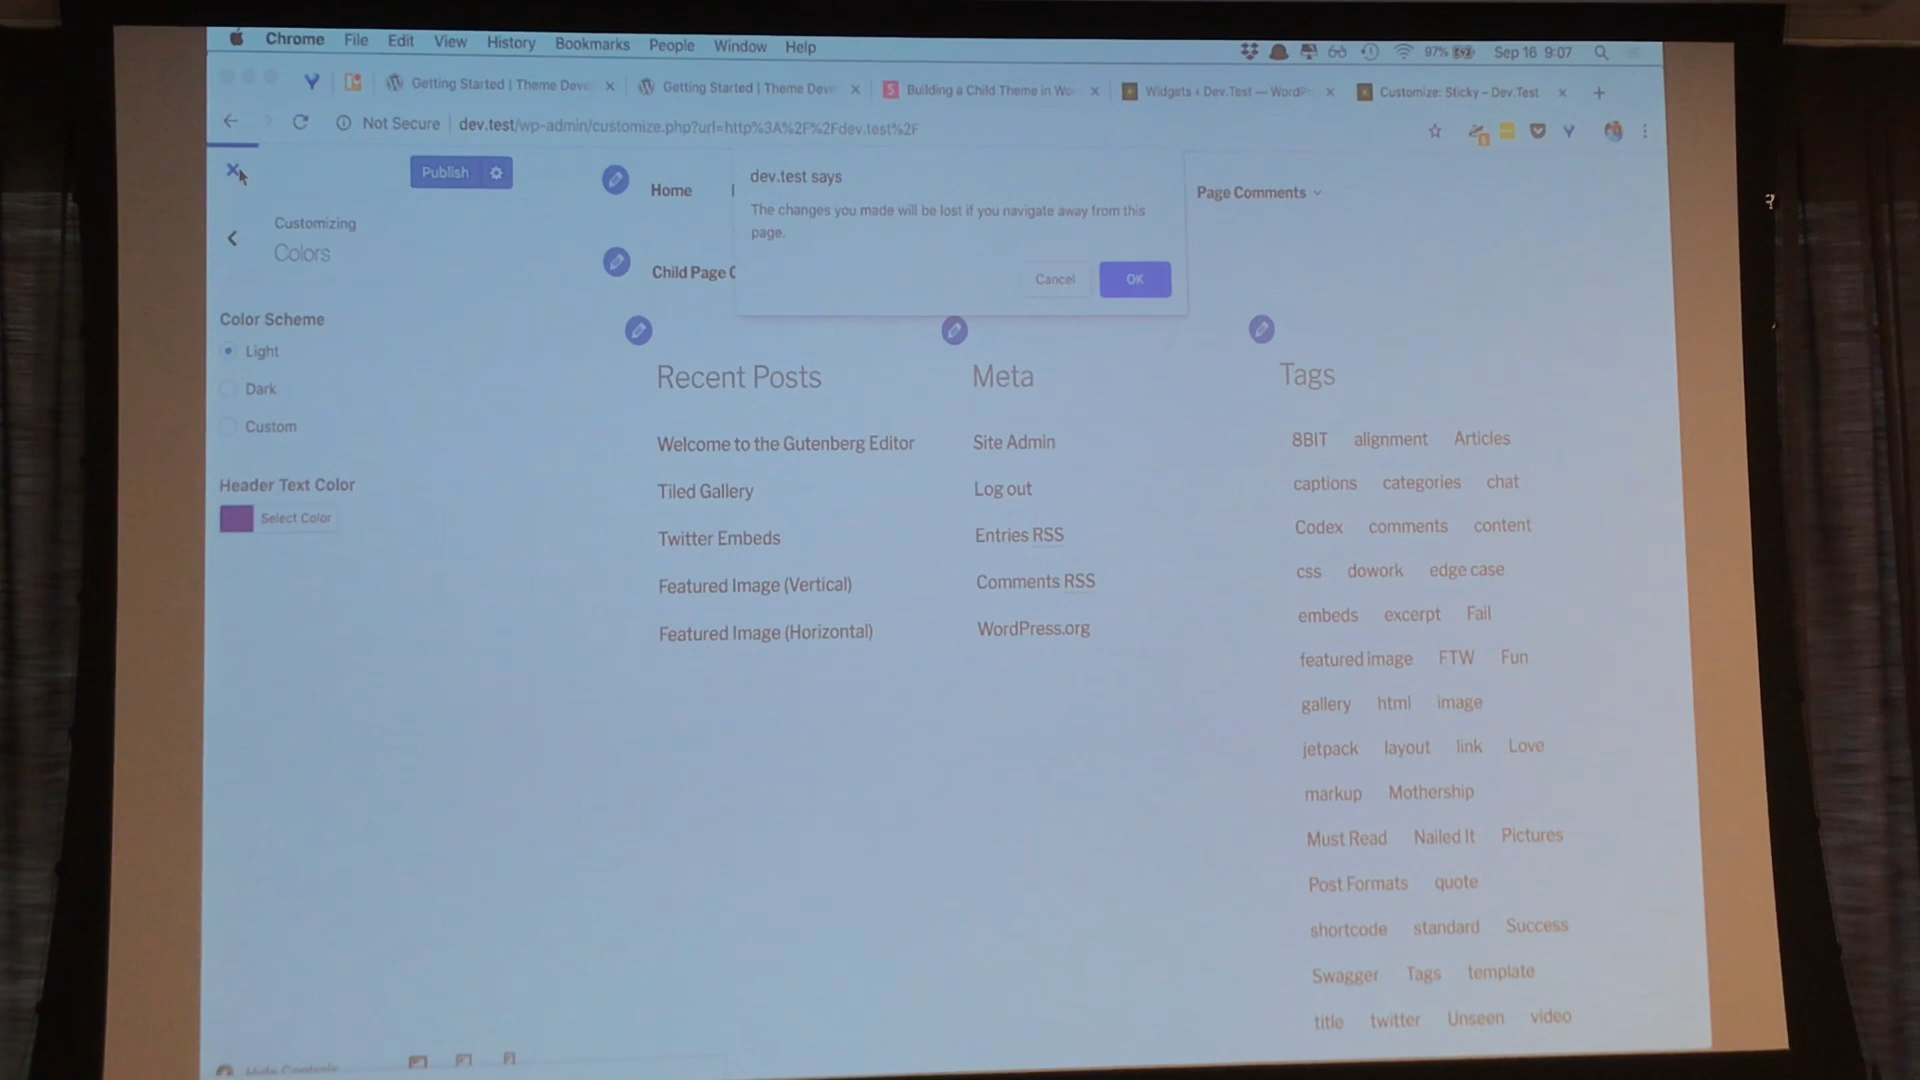 Chrome File Edit View History Bookmarks People Window Help 97% Sep 16 9:07
Getting Started | Theme Deve Getting Started | Theme Deve Building a Child Theme in Wo Widgets ‹ Dev.Test — WordPr Customize: Sticky – Dev.Test
Not Secure dev.test/wp-admin/customize.php?url=http%3A%2F%2Fdev.test%2F
Publish
Customizing
Colors
Color Scheme
Light
Dark
Custom
Header Text Color
Select Color
Home
Page Comments
Child Page
dev.test says
The changes you made will be lost if you navigate away from this
page.
Cancel OK
Recent Posts
Welcome to the Gutenberg Editor
Tiled Gallery
Twitter Embeds
Featured Image (Vertical)
Featured Image (Horizontal)
Meta
Site Admin
Log out
Entries RSS
Comments RSS
WordPress.org
Tags
8BIT alignment Articles
captions categories chat
Codex comments content
css dowork edge case
embeds excerpt Fail
featured image FTW Fun
gallery html image
jetpack layout link Love
markup Mothership
Must Read Nailed It Pictures
Post Formats quote
shortcode standard Success
Swagger Tags template
title twitter Unseen video